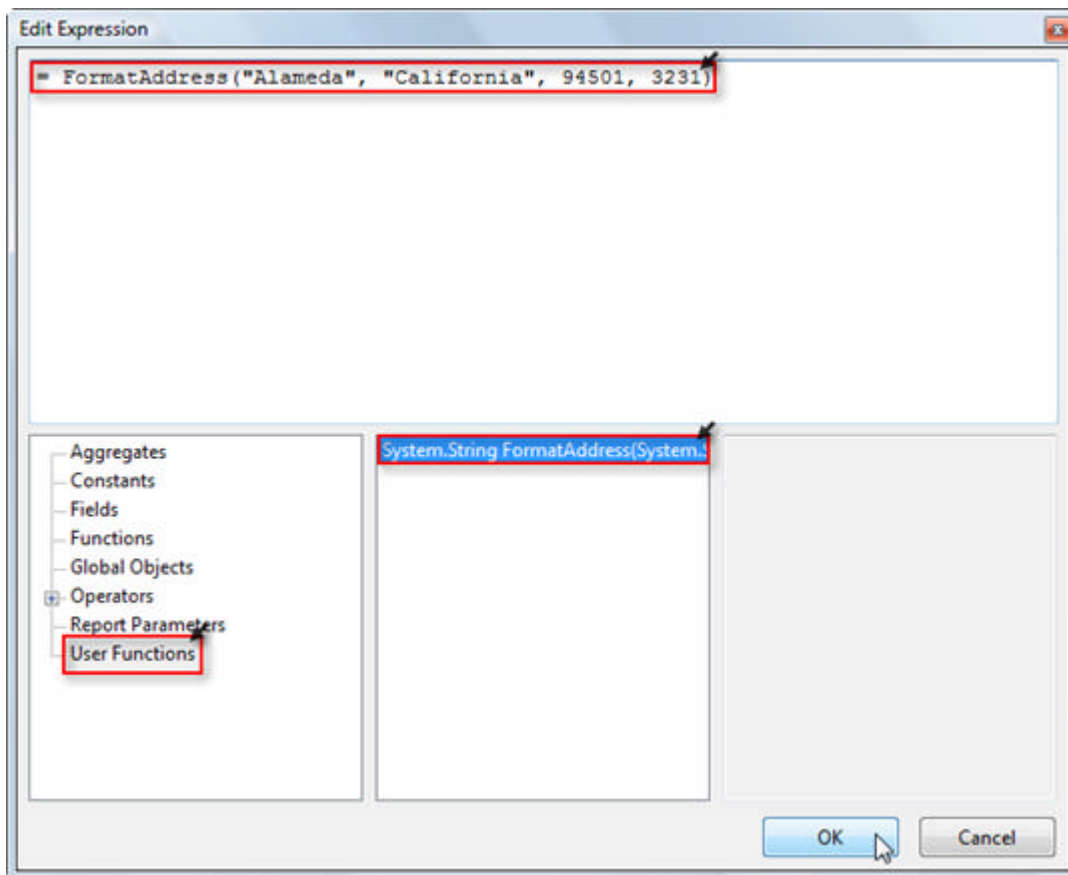 Edit Expression
= FormatAddress("Alameda", "California", 94501, 3231)
Aggregates
Constants
Fields
Functions
Global Objects
Operators
Report Parameters
User Functions
System.String FormatAddress(System.S
OK
Cancel